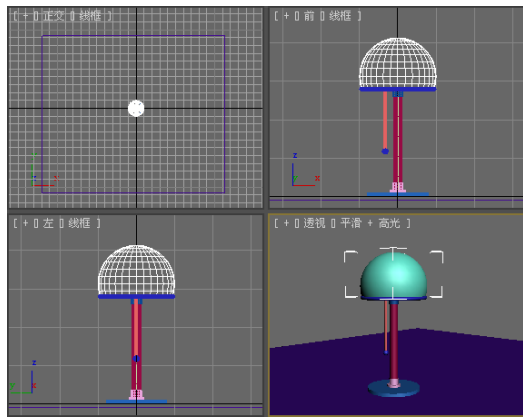 [ + ▯ 正交 ▯ 线框 ]
[ + ▯ 前 ▯ 线框 ]
z
x
z
x
[ + ▯ 左 ▯ 线框 ]
[ + ▯ 透视 ▯ 平滑 + 高光 ]
z